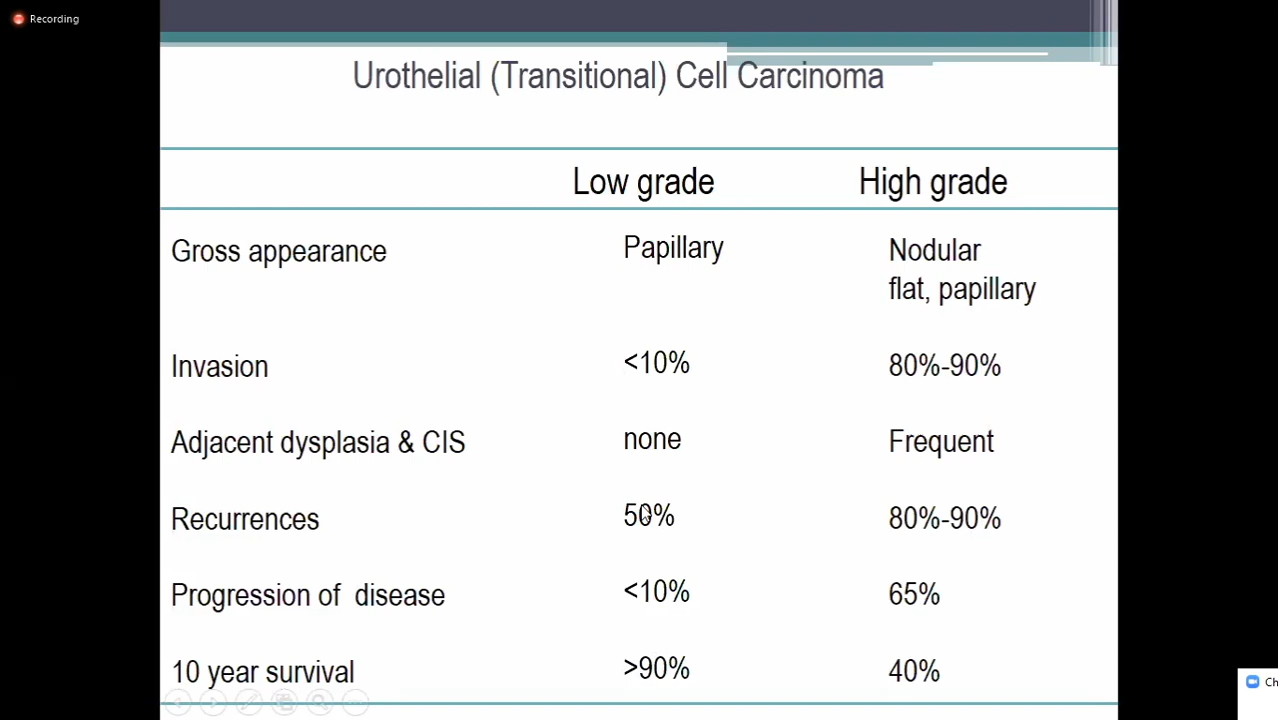 Recording
Urothelial (Transitional) Cell Carcinoma
Low grade High grade
Gross appearance Papillary Nodular
flat, papillary
Invasion <10% 80%-90%
Adjacent dysplasia & CIS none Frequent
Recurrences 50% 80%-90%
Progression of disease <10% 65%
10 year survival >90% 40%
Ch